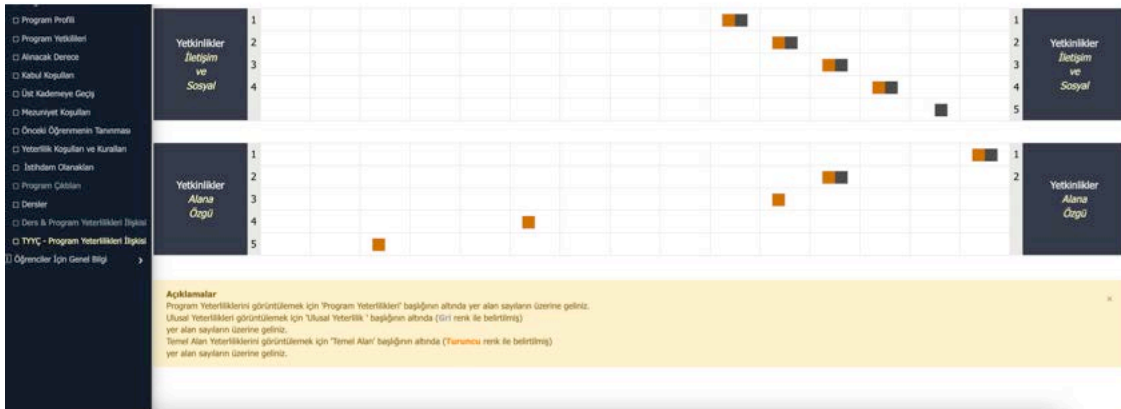 Program Profili
Program Yetkilileri
Alınacak Derece
Kabul Koşulları
Üst Kademeye Geçiş
Mezuniyet Koşulları
Önceki Öğrenmenin Tanınması
Yeterlilik Koşulları ve Kuralları
İstihdam Olanakları
Program Çıktıları
Dersler
Ders & Program Yeterlilikleri İlişkisi
TYYÇ - Program Yeterlilikleri İlişkisi
Öğrenciler İçin Genel Bilgi
Yetkinlikler
İletişim
ve
Sosyal
1
2
3
4
1
2
3
4
5
Yetkinlikler
İletişim
ve
Sosyal
Yetkinlikler
Alana
Özgü
1
2
3
4
5
1
2
Yetkinlikler
Alana
Özgü
Açıklamalar
Program Yeterliliklerini görüntülemek için 'Program Yeterlilikleri' başlığının altında yer alan sayıların üzerine geliniz.
Ulusal Yeterlilikleri görüntülemek için 'Ulusal Yeterlilik ' başlığının altında (Gri renk ile belirtilmiş)
yer alan sayıların üzerine geliniz.
Temel Alan Yeterliliklerini görüntülemek için 'Temel Alan' başlığının altında (Turuncu renk ile belirtilmiş)
yer alan sayıların üzerine geliniz.